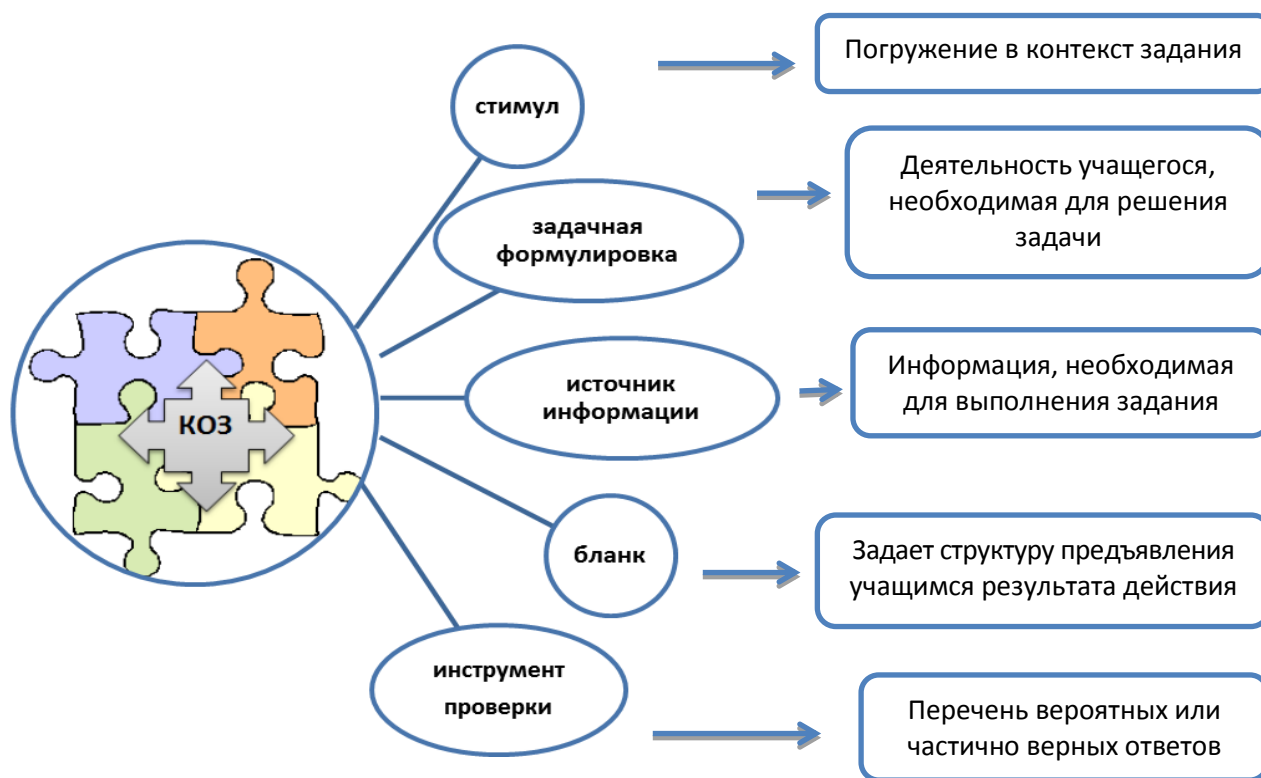 стимул
Погружение в контекст задания
задачная
формулировка
Деятельность учащегося,
необходимая для решения
задачи
КОЗ
источник
информации
Информация, необходимая
для выполнения задания
бланк
Задает структуру предъявления
учащимся результата действия
инструмент
проверки
Перечень вероятных или
частично верных ответов